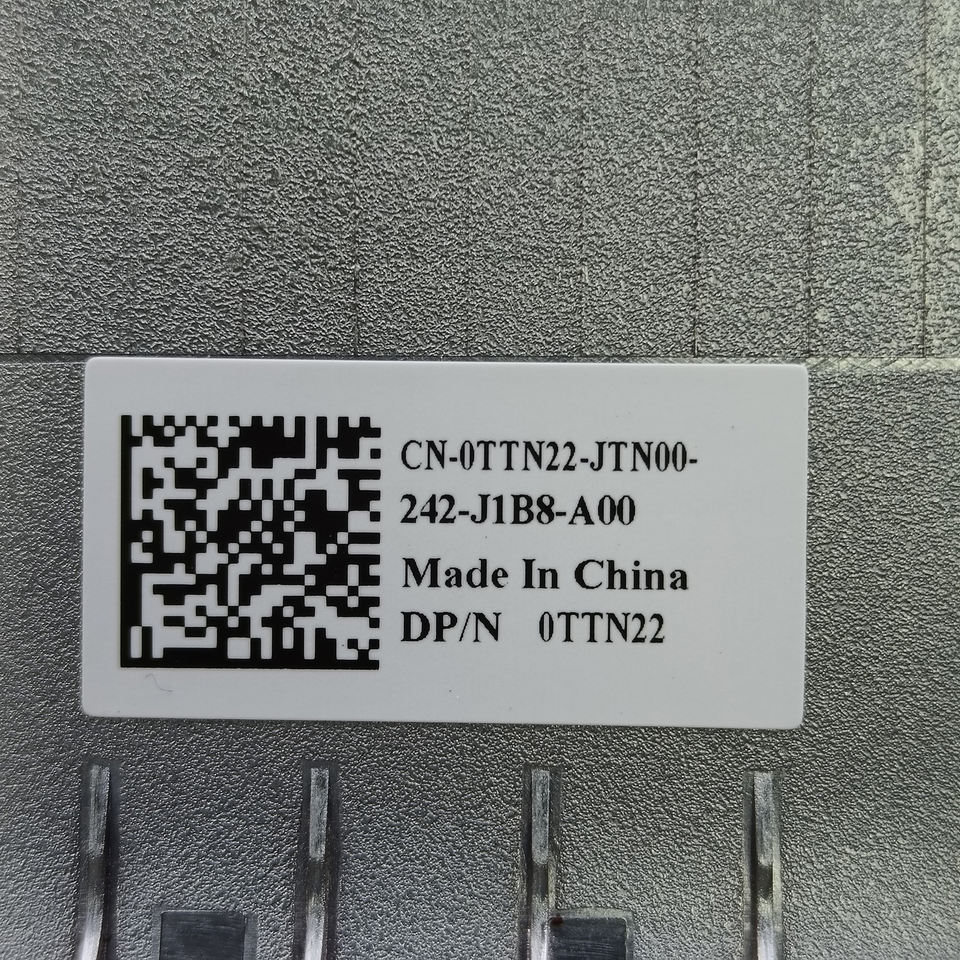 CN-0TTN22-JTN00-
242-J1B8-A00
Made In China
DP/N 0TTN22